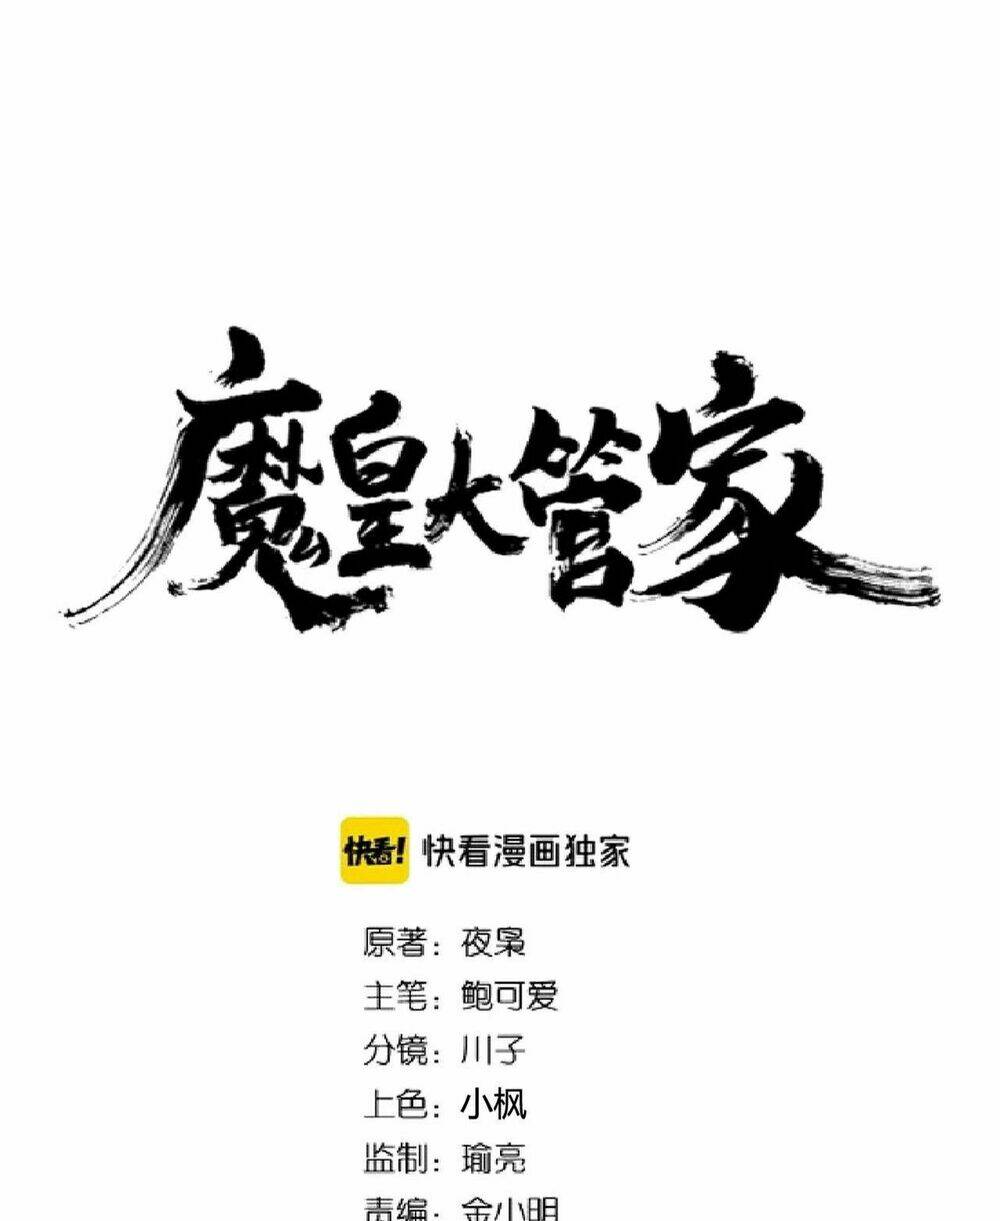 魔皇大管家
快看! 快看漫画独家
原著：夜枭
主笔：鲍可爱
分镜：川子
上色：小枫
监制：瑜亮
责编：金小明